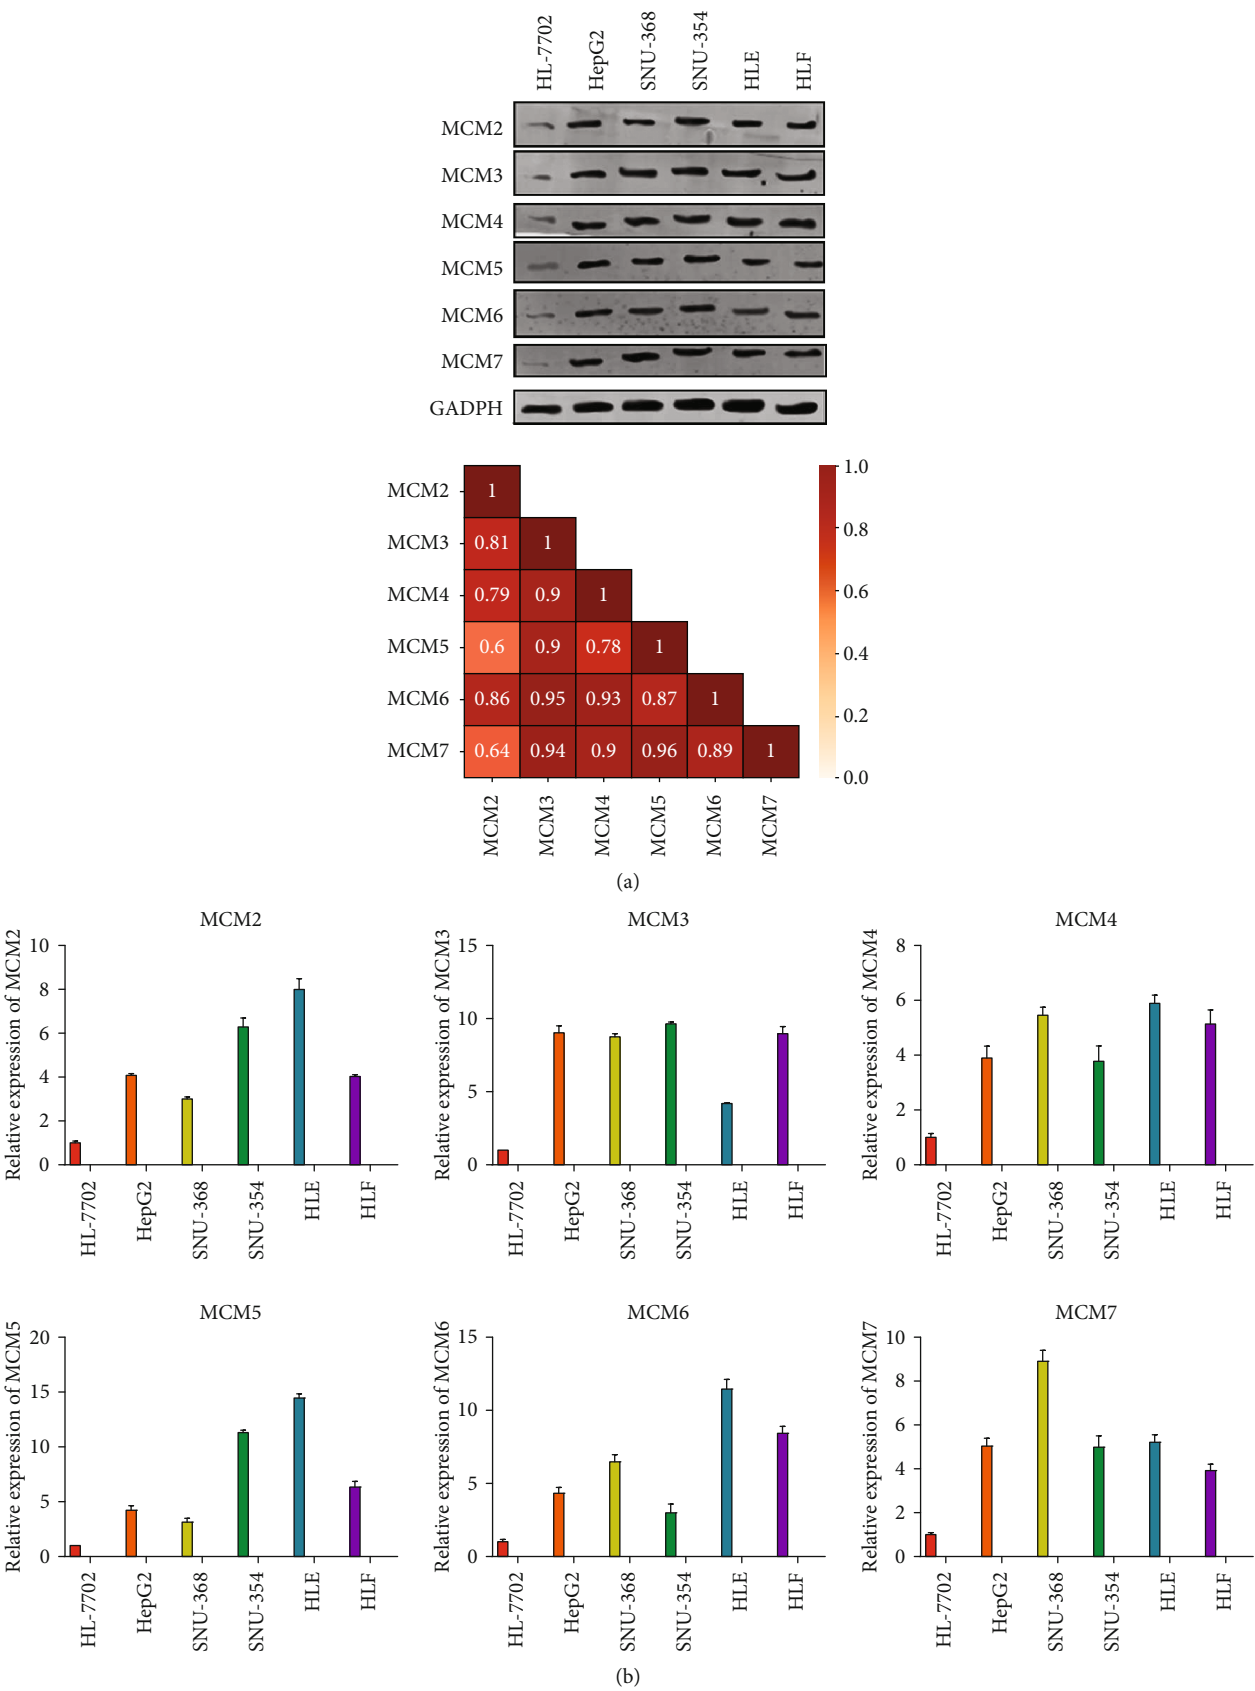 HL-7702 HepG2 SNU-368 SNU-354 HLE HLF
MCM2
MCM3
MCM4
MCM5
MCM6
MCM7
GADPH
MCM2 1 1.0
MCM3 0.81 1 0.8
MCM4 0.79 0.9 1 0.6
MCM5 0.6 0.9 0.78 1 0.4
MCM6 0.86 0.95 0.93 0.87 1 0.2
MCM7 0.64 0.94 0.9 0.96 0.89 1 0.0
MCM2 MCM3 MCM4 MCM5 MCM6 MCM7
(a)
MCM2
Relative expression of MCM2
10
8
6
4
2
0
HL-7702 HepG2 SNU-368 SNU-354 HLE HLF
MCM3
Relative expression of MCM3
15
10
5
0
HL-7702 HepG2 SNU-368 SNU-354 HLE HLF
MCM4
Relative expression of MCM4
8
6
4
2
0
HL-7702 HepG2 SNU-368 SNU-354 HLE HLF
MCM5
Relative expression of MCM5
20
15
10
5
0
HL-7702 HepG2 SNU-368 SNU-354 HLE HLF
MCM6
Relative expression of MCM6
15
10
5
0
HL-7702 HepG2 SNU-368 SNU-354 HLE HLF
MCM7
Relative expression of MCM7
10
8
6
4
2
0
HL-7702 HepG2 SNU-368 SNU-354 HLE HLF
(b)